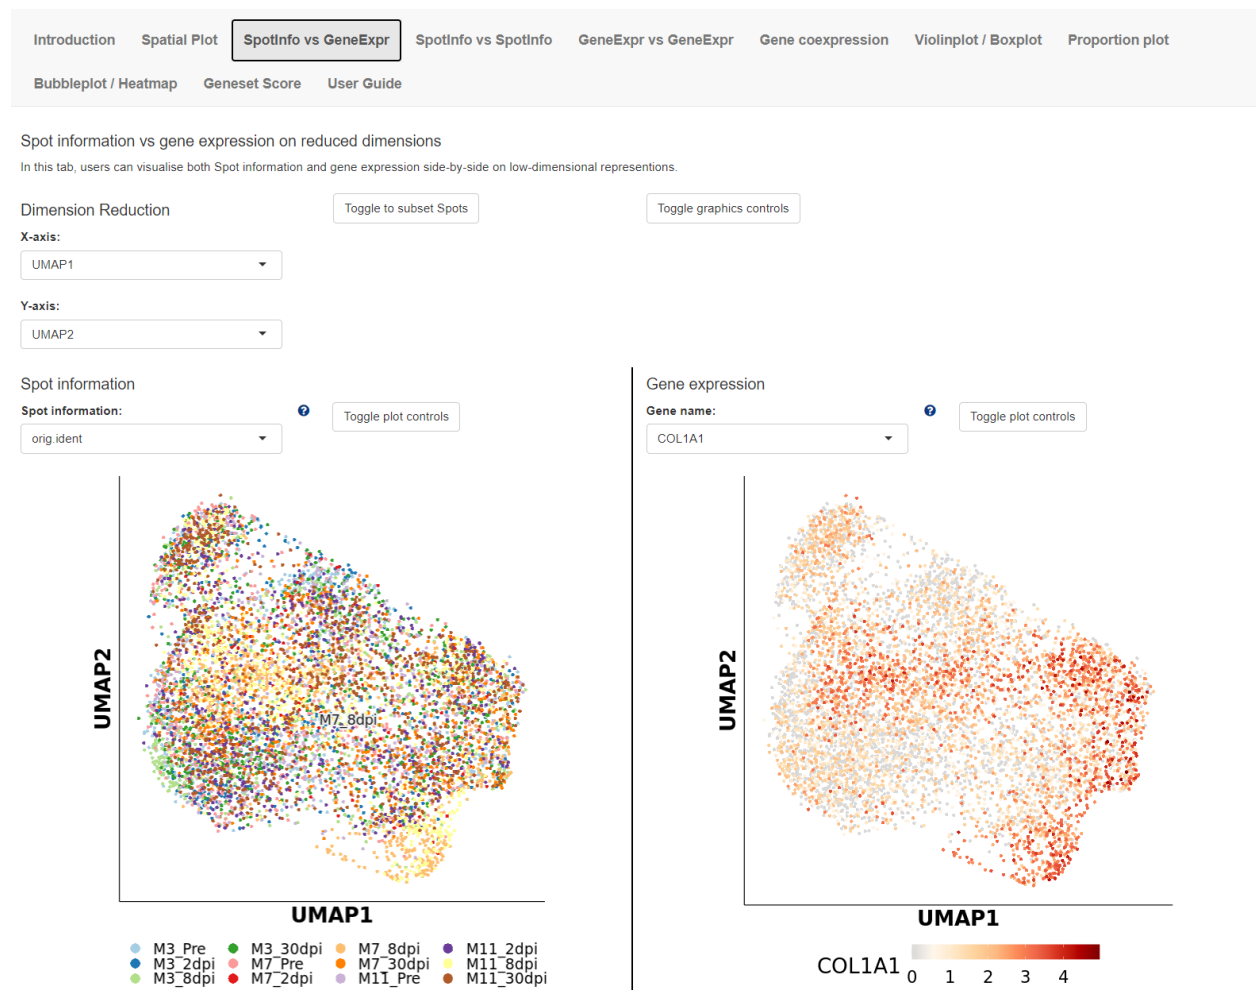 Introduction Spatial Plot SpotInfo vs GeneExpr SpotInfo vs SpotInfo GeneExpr vs GeneExpr Gene coexpression Violinplot / Boxplot Proportion plot
Bubbleplot / Heatmap Geneset Score User Guide
Spot information vs gene expression on reduced dimensions
In this tab, users can visualise both Spot information and gene expression side-by-side on low-dimensional represention​s.
Dimension Reduction
Toggle to subset Spots
Toggle graphics controls
X-axis:
UMAP1
Y-axis:
UMAP2
Spot information
Spot information:
?
Toggle plot controls
orig.ident
UMAP2
M7_8dpi
UMAP1
M3_Pre M3_30dpi M7_8dpi M11_2dpi
M3_2dpi M7_Pre M7_30dpi M11_8dpi
M3_8dpi M7_2dpi M11_Pre M11_30dpi
Gene expression
Gene name:
?
Toggle plot controls
COL1A1
UMAP2
UMAP1
COL1A1
0 1 2 3 4